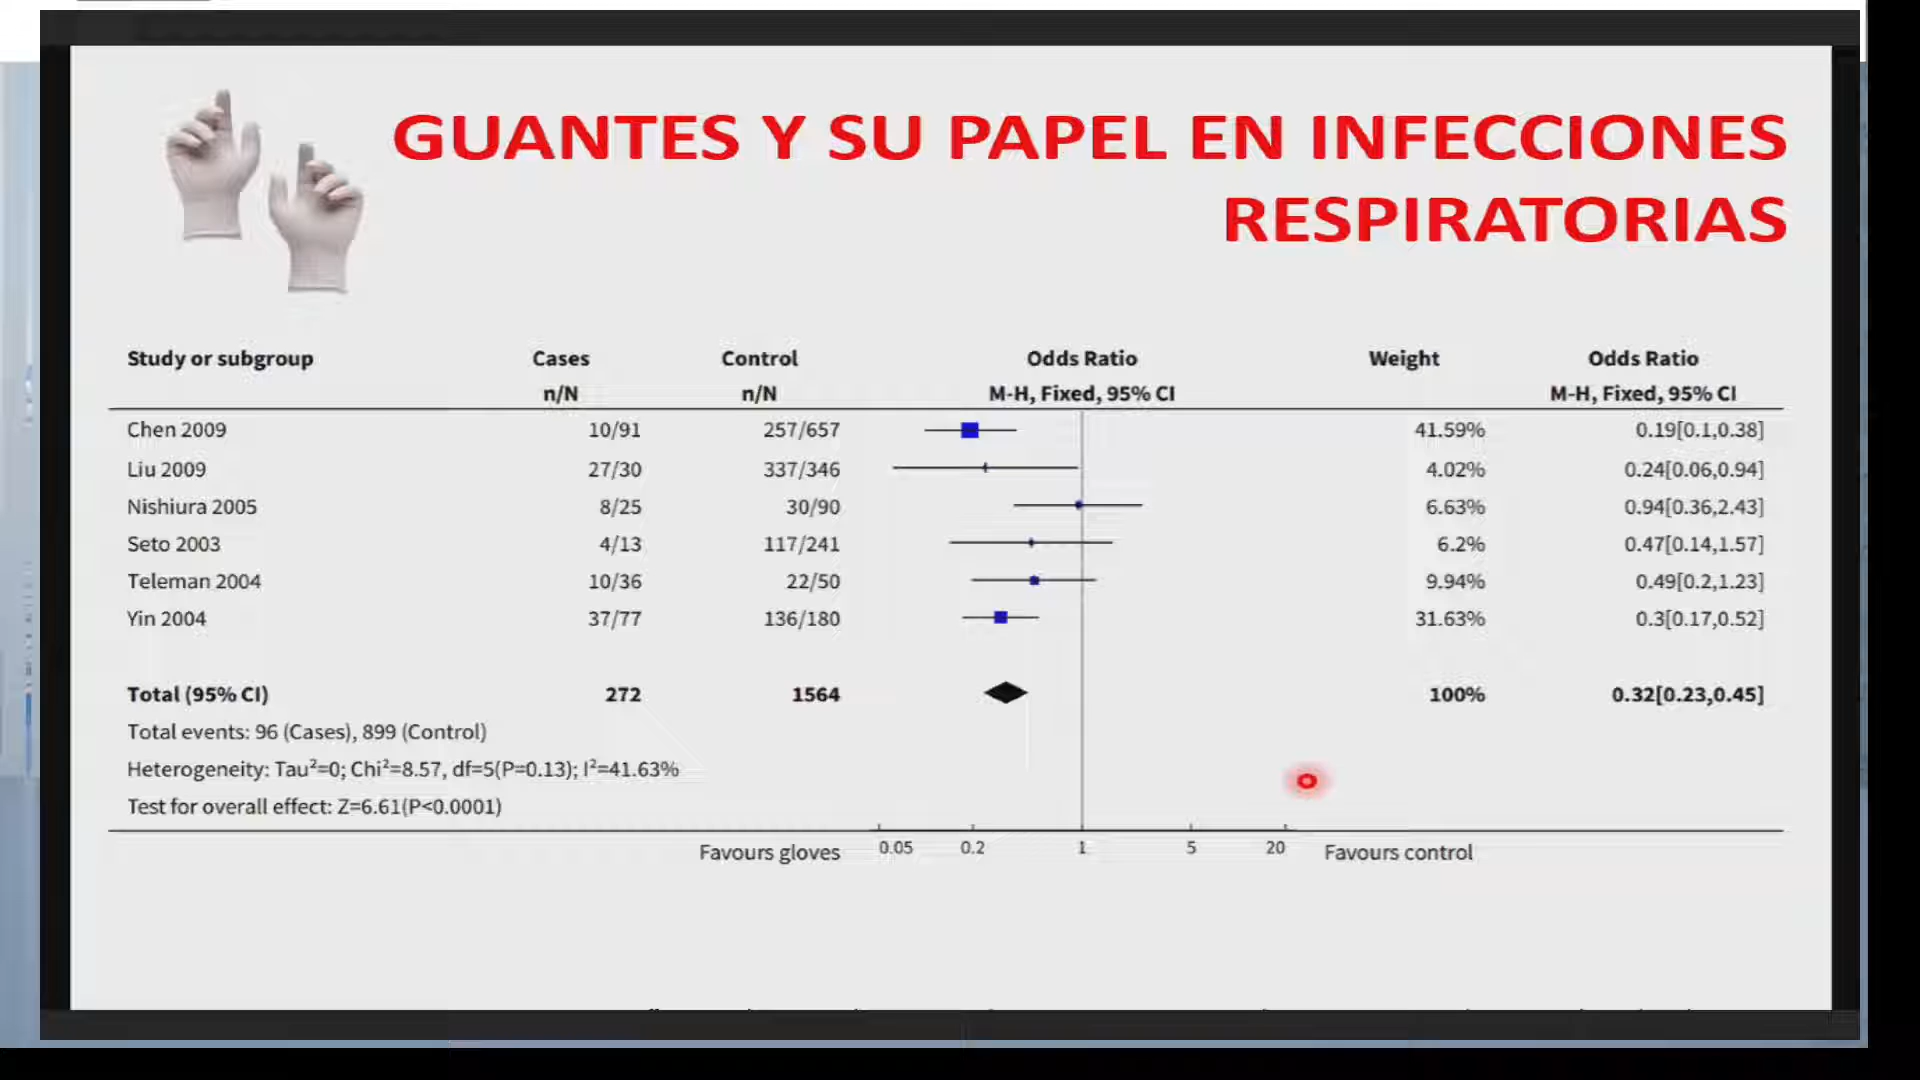 GUANTES Y SU PAPEL EN INFECCIONES
RESPIRATORIAS
Study or subgroup Cases Control Odds Ratio Weight Odds Ratio
n/N n/N M-H, Fixed, 95% CI M-H, Fixed, 95% CI
Chen 2009 10/91 257/657 41.59% 0.19[0.1,0.38]
Liu 2009 27/30 337/346 4.02% 0.24[0.06,0.94]
Nishiura 2005 8/25 30/90 6.63% 0.94[0.36,2.43]
Seto 2003 4/13 117/241 6.2% 0.47[0.14,1.57]
Teleman 2004 10/36 22/50 9.94% 0.49[0.2,1.23]
Yin 2004 37/77 136/180 31.63% 0.3[0.17,0.52]
Total (95% CI) 272 1564 100% 0.32[0.23,0.45]
Total events: 96 (Cases), 899 (Control)
Heterogeneity: Tau²=0; Chi²=8.57, df=5(P=0.13); I²=41.63%
Test for overall effect: Z=6.61(P<0.0001)
Favours gloves 0.05 0.2 1 5 20 Favours control